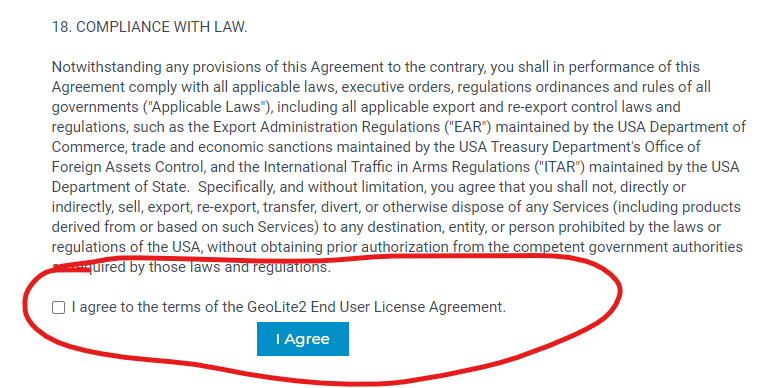 18. COMPLIANCE WITH LAW.
Notwithstanding any provisions of this Agreement to the contrary, you shall in performance of this
Agreement comply with all applicable laws, executive orders, regulations ordinances and rules of all
governments ("Applicable Laws"), including all applicable export and re-export control laws and
regulations, such as the Export Administration Regulations ("EAR") maintained by the USA Department of
Commerce, trade and economic sanctions maintained by the USA Treasury Department's Office of
Foreign Assets Control, and the International Traffic in Arms Regulations ("ITAR") maintained by the USA
Department of State. Specifically, and without limitation, you agree that you shall not, directly or
indirectly, sell, export, re-export, transfer, divert, or otherwise dispose of any Services (including products
derived from or based on such Services) to any destination, entity, or person prohibited by the laws or
regulations of the USA, without obtaining prior authorization from the competent government authorities
by those laws and regulations.
I agree to the terms of the GeoLite2 End User License Agreement.
I Agree